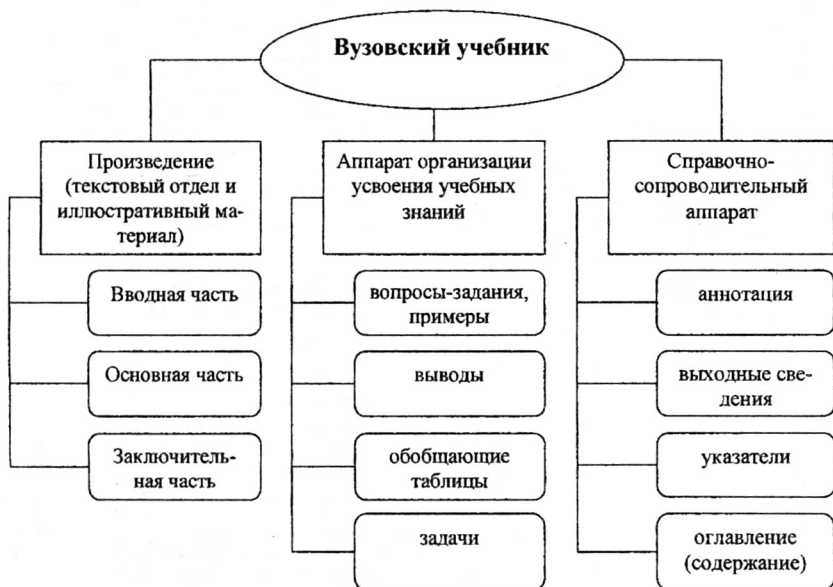 Вузовский учебник
Произведение
(текстовый отдел и
иллюстративный ма-
териал)
Вводная часть
Основная часть
Заключитель-
ная часть
Аппарат организации
усвоения учебных
знаний
вопросы-задания,
примеры
выводы
обобщающие
таблицы
задачи
Справочно-
сопроводительный
аппарат
аннотация
выходные све-
дения
указатели
оглавление
(содержание)